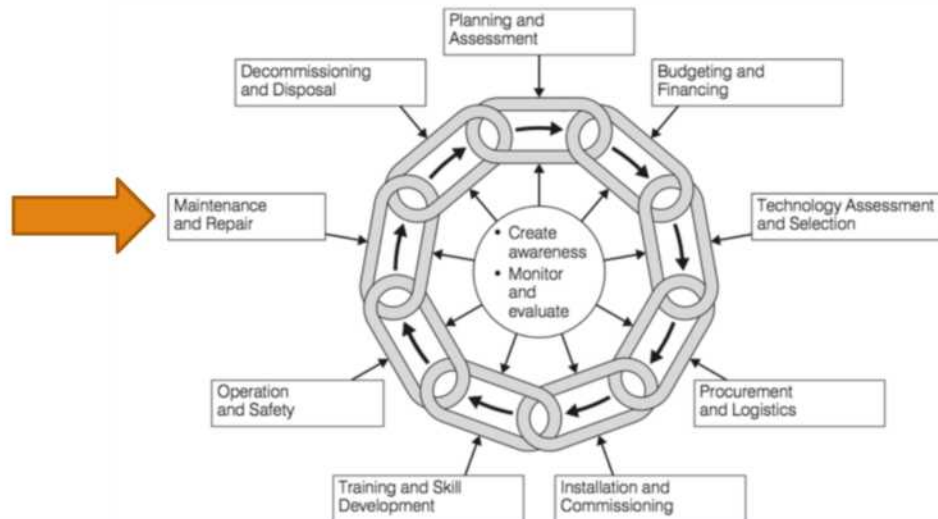 Planning and
Assessment
Budgeting and
Financing
Technology Assessment
and Selection
Procurement
and Logistics
Installation and
Commissioning
Training and Skill
Development
Operation
and Safety
Maintenance
and Repair
Decommissioning
and Disposal
• Create
awareness
• Monitor
and
evaluate